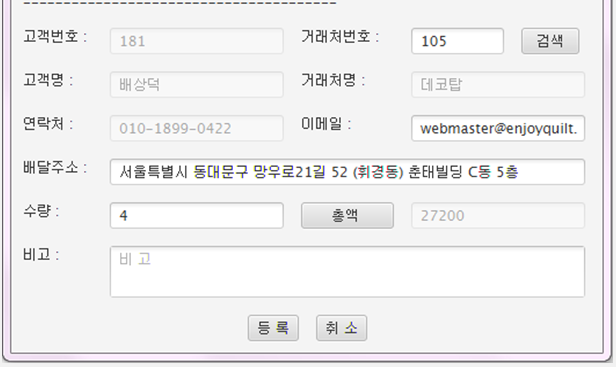 고객번호 : 181 거래처번호 : 105 검색
고객명 : 배상덕 거래처명 : 데코탑
연락처 : 010-1899-0422 이메일 : webmaster@enjoyquilt.
배달주소 : 서울특별시 동대문구 망우로21길 52 (휘경동) 춘태빌딩 C동 5층
수량 : 4 총액 27200
비고 : 비 고
등 록 취 소